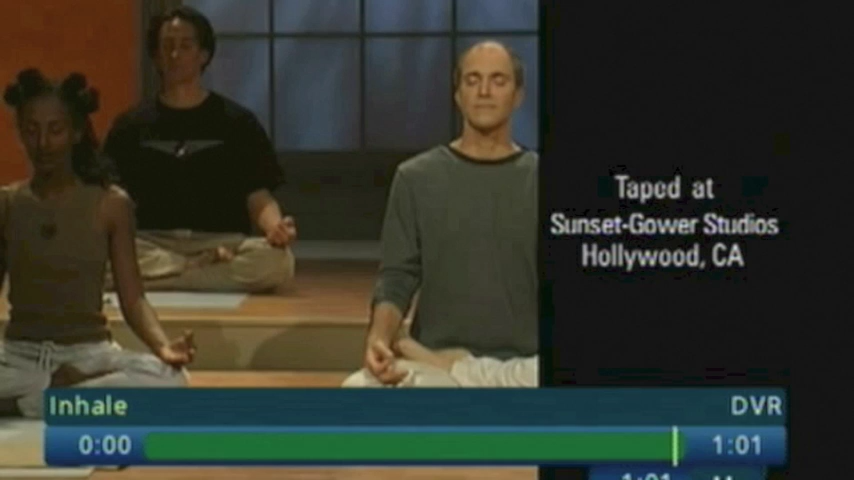 Taped at
Sunset-Gower Studios
Hollywood, CA
Inhale DVR
0:00 1:01